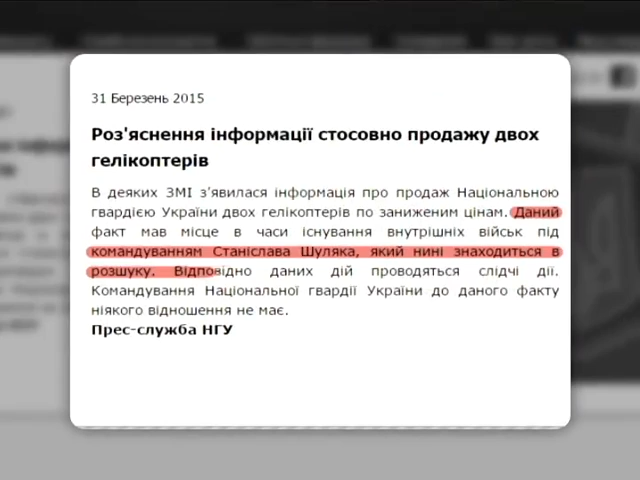 31 Березень 2015
Роз'яснення інформації стосовно продажу двох
гелікоптерів
В деяких ЗМІ з'явилася інформація про продаж Національною
гвардією України двох гелікоптерів по заниженим цінам. Даний
факт мав місце в часи існування внутрішніх військ під
командуванням Станіслава Шуляка, який нині знаходиться в
розшуку. Відповідно даних дій проводяться слідчі дії.
Командування Національної гвардії України до даного факту
ніякого відношення не має.
Прес-служба НГУ